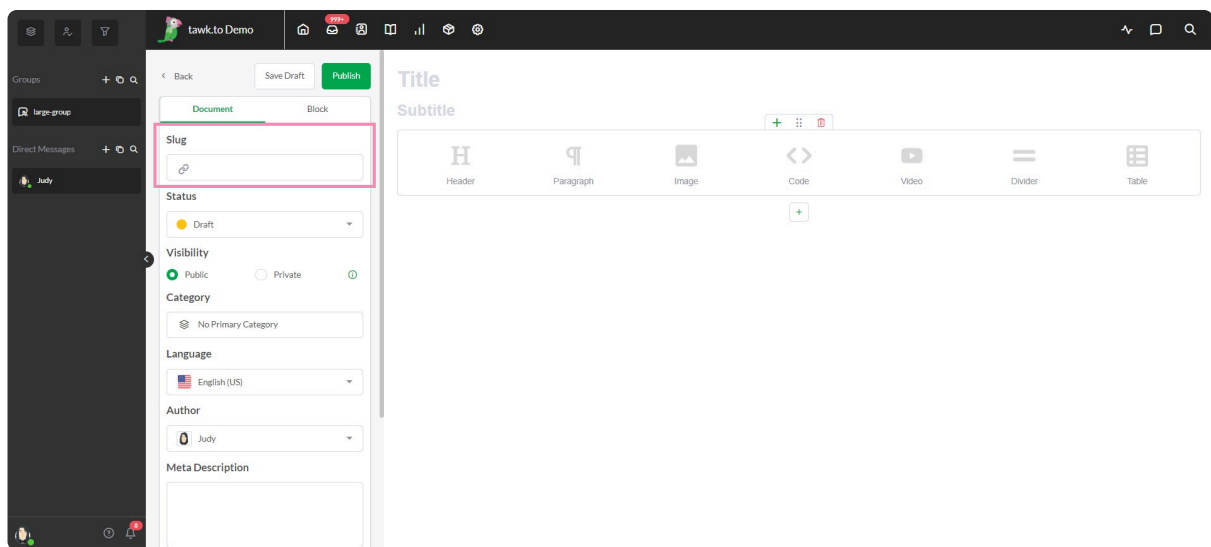 tawk.to Demo
999+
Groups
large-group
Direct Messages
Judy
8
Back
Save Draft
Publish
Document
Block
Slug
Status
Draft
Visibility
Public
Private
Category
No Primary Category
Language
English (US)
Author
Judy
Meta Description
Title
Subtitle
H
Header
Paragraph
Image
Code
Video
Divider
Table